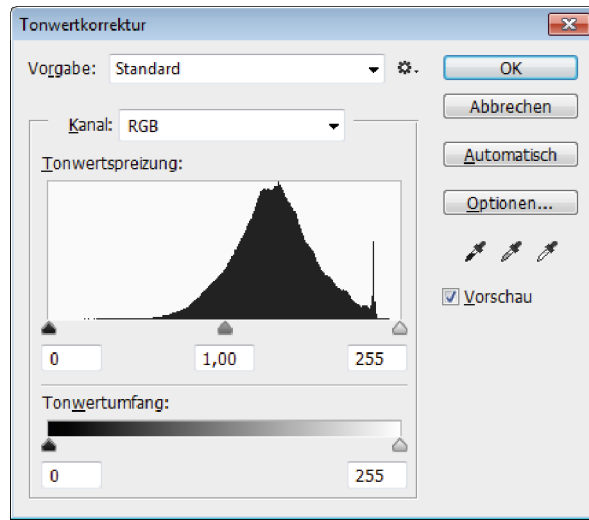 Tonwertkorrektur
Vorgabe: Standard
OK
Abbrechen
Kanal: RGB
Automatisch
Tonwertspreizung:
Optionen...
Vorschau
0 1,00 255
Tonwertumfang:
0 255